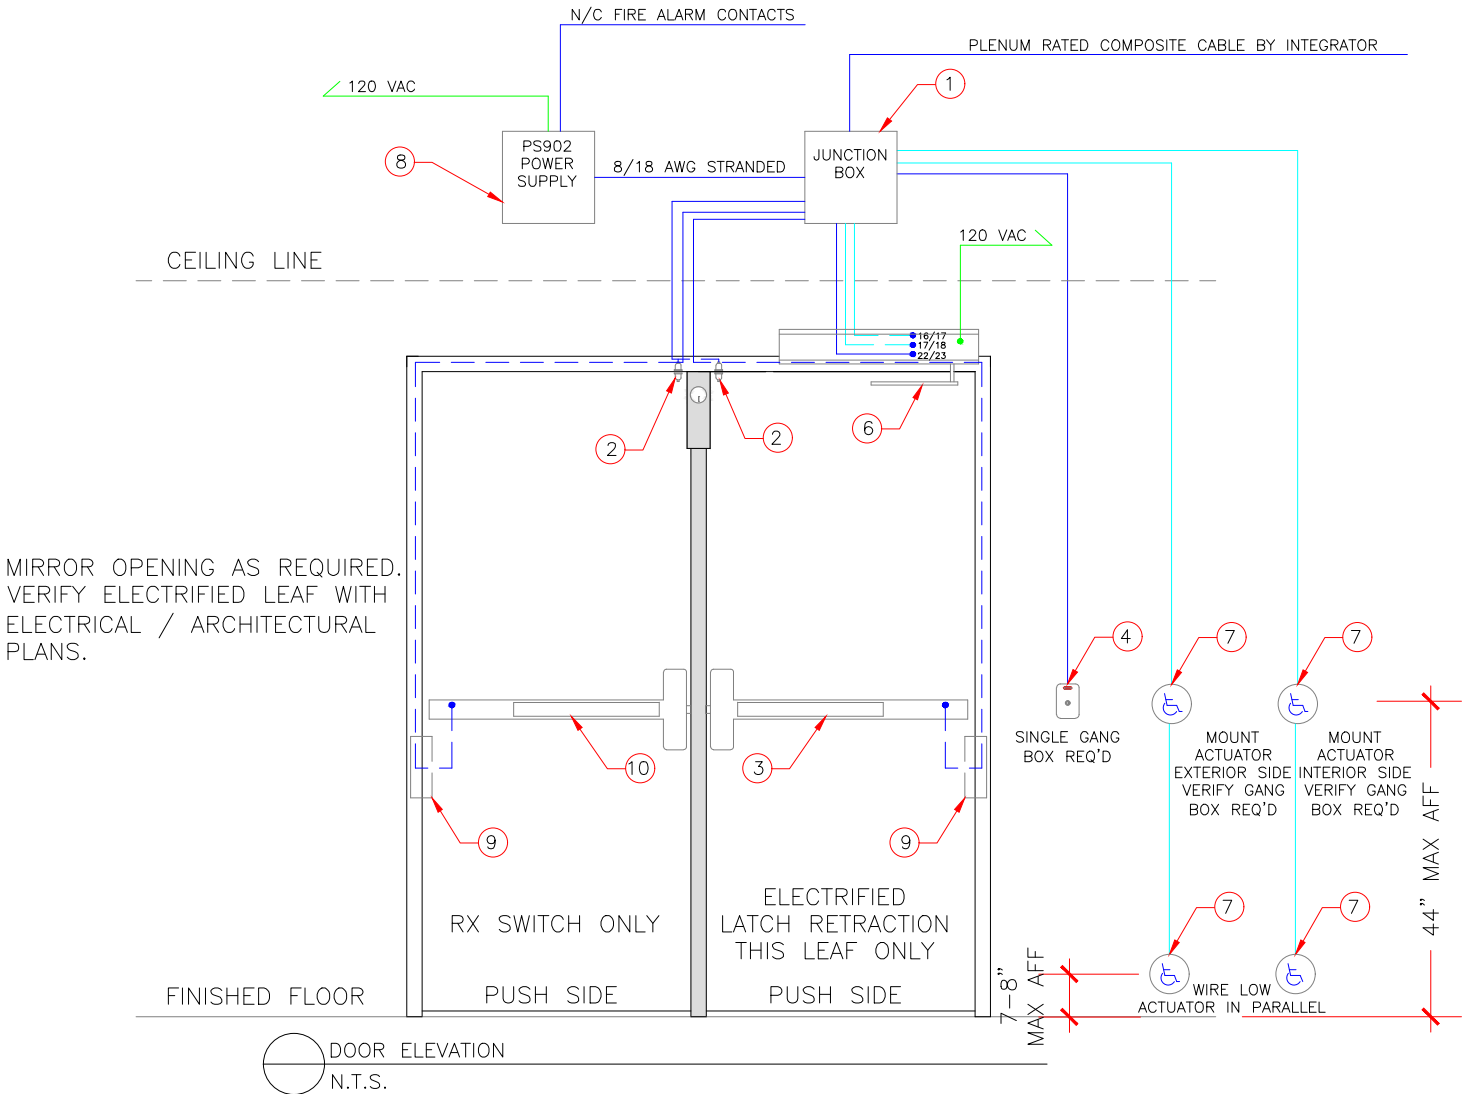 N/C FIRE ALARM CONTACTS
PLENUM RATED COMPOSITE CABLE BY INTEGRATOR
120 VAC
1
PS902
POWER
SUPPLY
8
8/18 AWG STRANDED
JUNCTION
BOX
120 VAC
CEILING LINE
16/17
17/18
22/23
2
2
6
MIRROR OPENING AS REQUIRED.
VERIFY ELECTRIFIED LEAF WITH
ELECTRICAL / ARCHITECTURAL
PLANS.
4
7
7
SINGLE GANG
BOX REQ'D
MOUNT
ACTUATOR
EXTERIOR SIDE
VERIFY GANG
BOX REQ'D
MOUNT
ACTUATOR
INTERIOR SIDE
VERIFY GANG
BOX REQ'D
10
3
9
9
44" MAX AFF
RX SWITCH ONLY
ELECTRIFIED
LATCH RETRACTION
THIS LEAF ONLY
7
7
7-8"
MAX AFF
WIRE LOW
ACTUATOR IN PARALLEL
FINISHED FLOOR
PUSH SIDE
PUSH SIDE
DOOR ELEVATION
N.T.S.